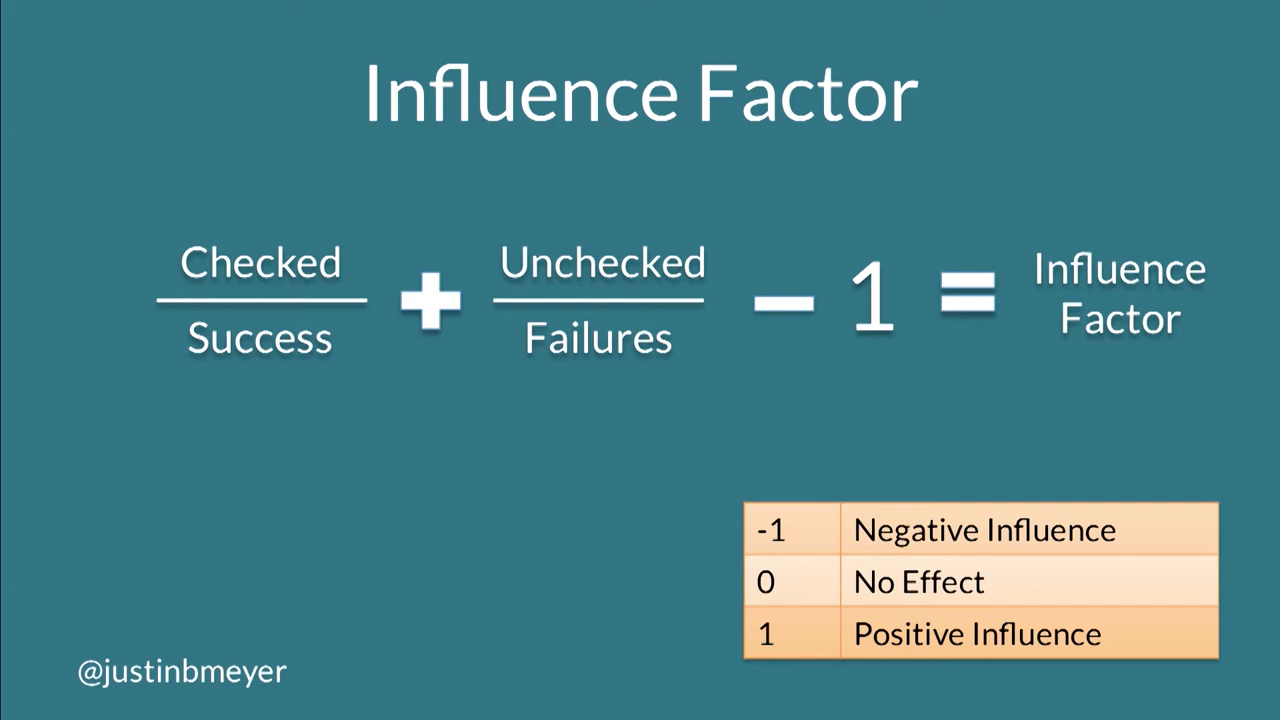 Influence Factor
Checked
Success
+
Unchecked
Failures
− 1 =
Influence
Factor
-1 Negative Influence
0 No Effect
1 Positive Influence
@justinbmeyer